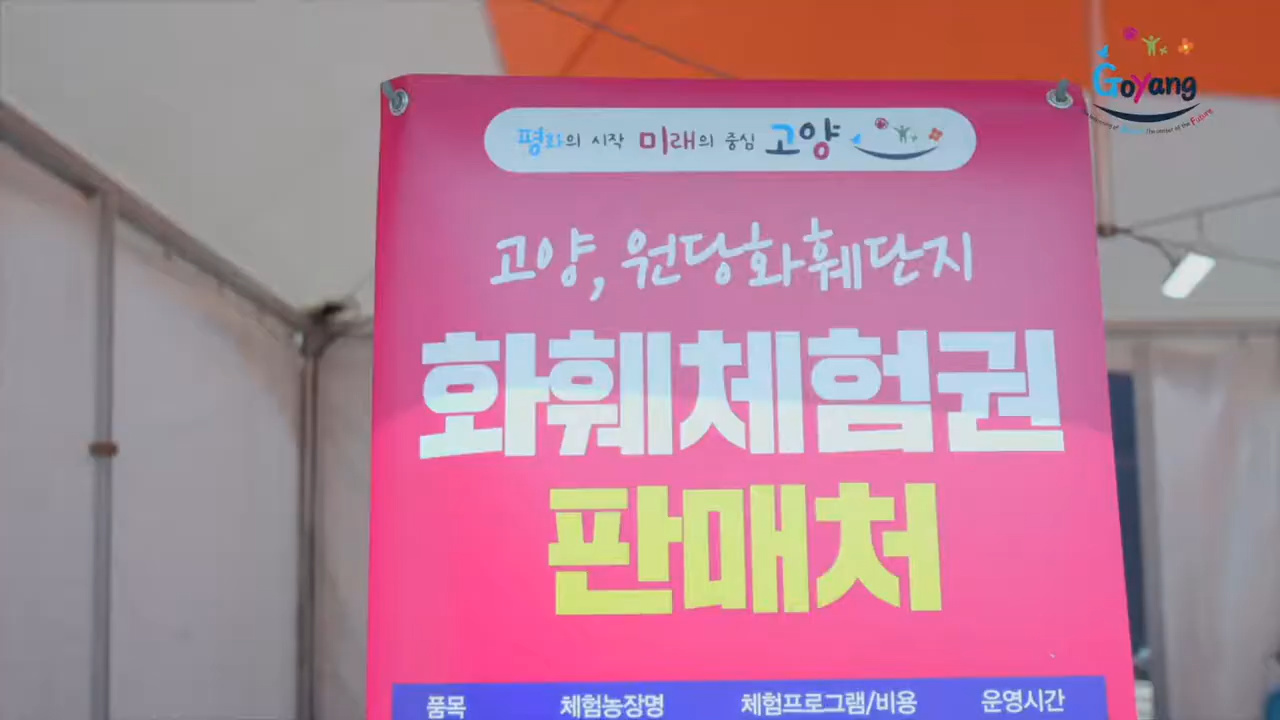 Goyang
평화의 시작 미래의 중심 고양
고양, 원당화훼단지
화훼체험권
판매처
품목 체험농장명 체험프로그램/비용 운영시간